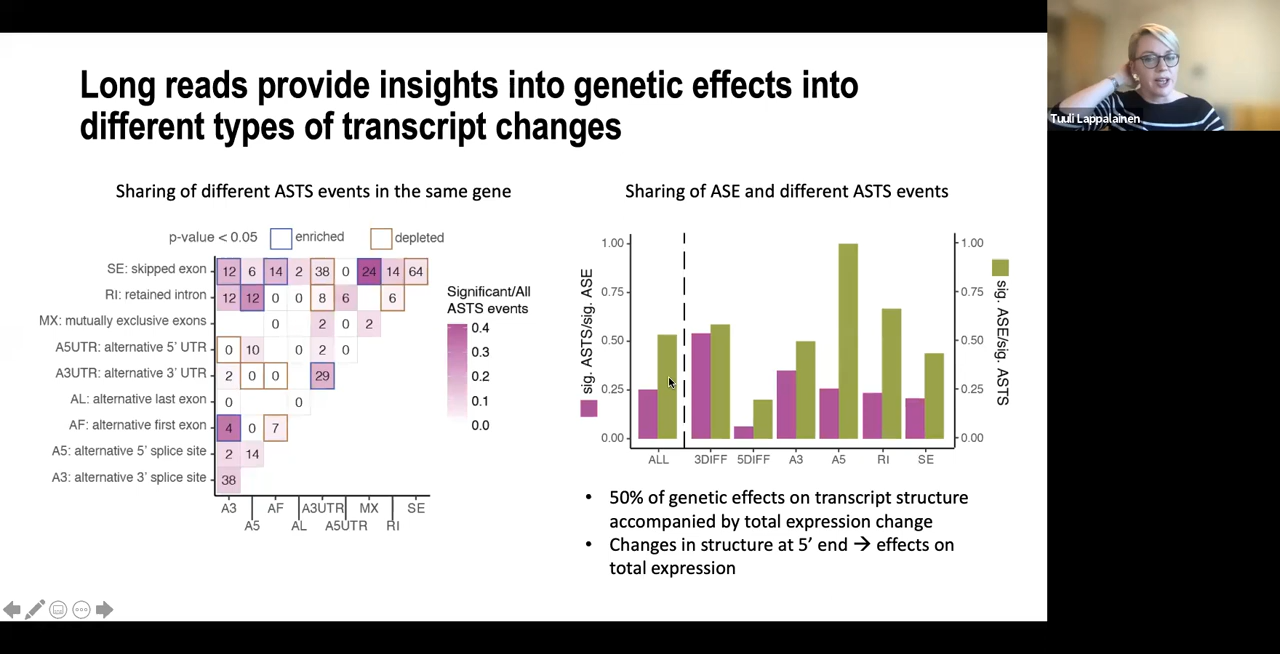 Long reads provide insights into genetic effects into
different types of transcript changes
Tuuli Lappalainen
Sharing of different ASTS events in the same gene
p-value < 0.05 enriched depleted
SE: skipped exon 12 6 14 2 38 0 24 14 64
RI: retained intron 12 12 0 0 8 6 6
MX: mutually exclusive exons 0 2 0 2
A5UTR: alternative 5' UTR 0 10 0 2 0
A3UTR: alternative 3' UTR 2 0 0 29
AL: alternative last exon 0 0
AF: alternative first exon 4 0 7
A5: alternative 5' splice site 2 14
A3: alternative 3' splice site 38
A3 AF A3UTR MX SE
A5 AL A5UTR RI
Significant/All
ASTS events
0.4
0.3
0.2
0.1
0.0
Sharing of ASE and different ASTS events
sig. ASTS/sig. ASE
1.00
0.75
0.50
0.25
0.00
ALL 3DIFF 5DIFF A3 A5 RI SE
1.00
0.75
0.50
0.25
0.00
sig. ASE/sig. ASTS
• 50% of genetic effects on transcript structure
accompanied by total expression change
• Changes in structure at 5' end → effects on
total expression